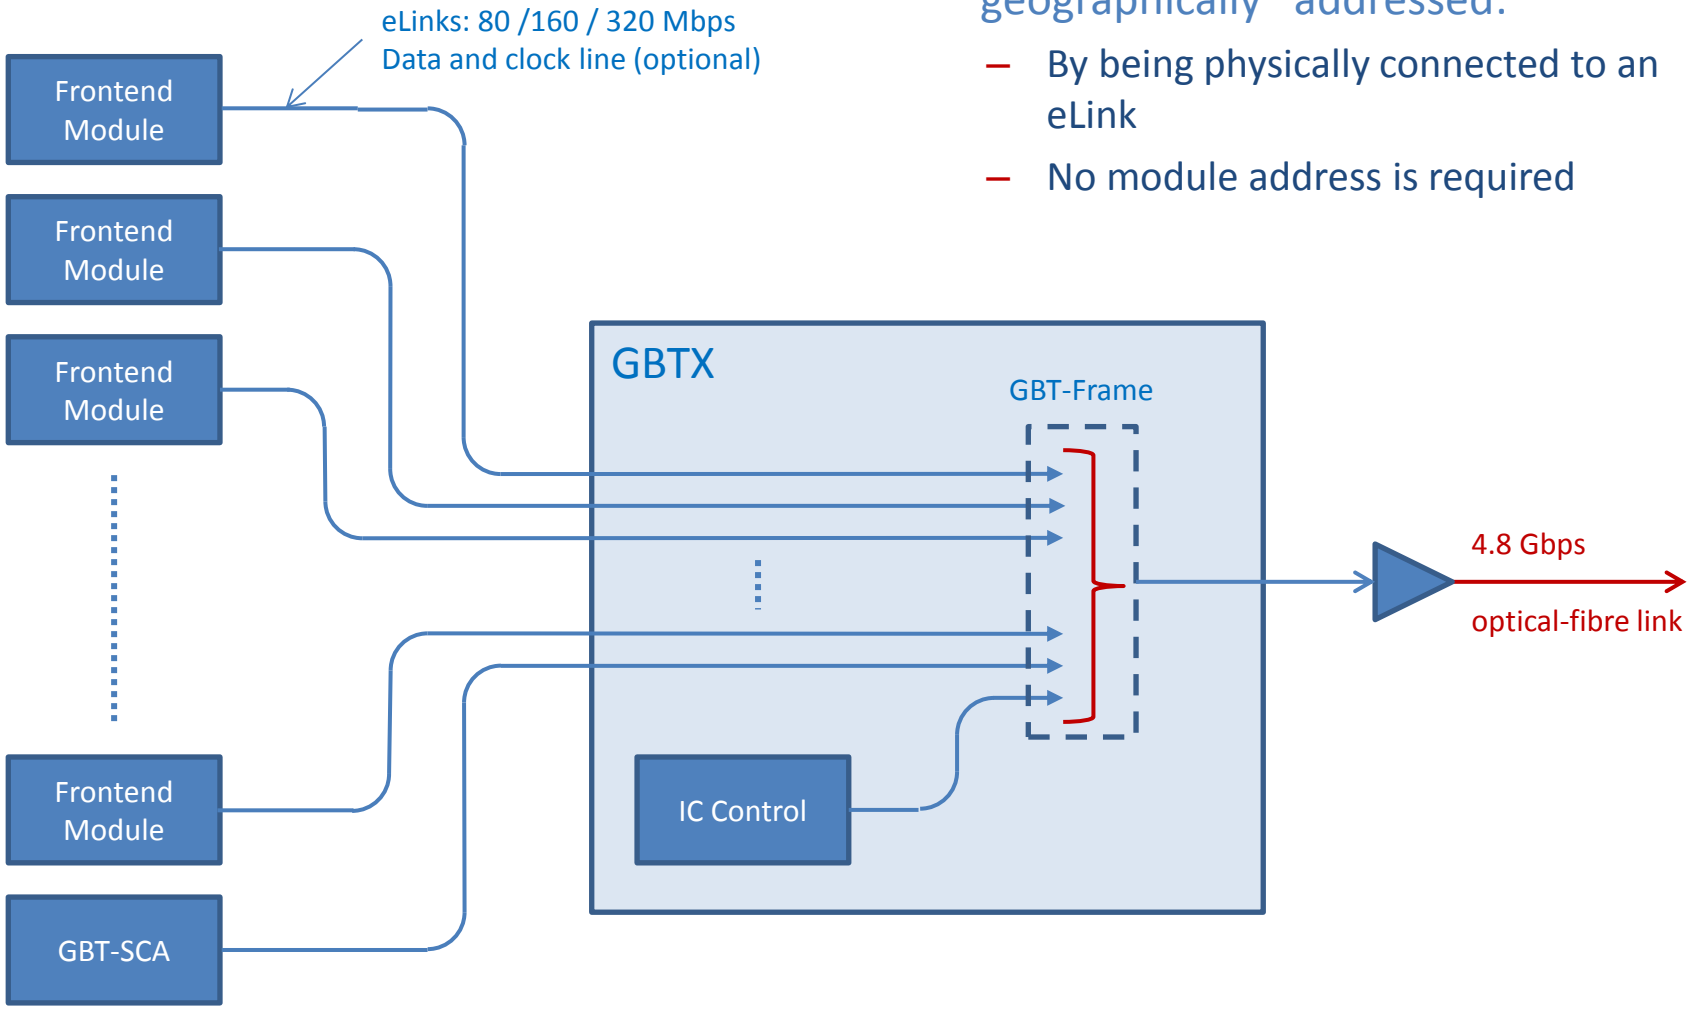 eLinks: 80 /160 / 320 Mbps
Data and clock line (optional)
geographically" addressed:
– By being physically connected to an
eLink
– No module address is required
Frontend
Module
Frontend
Module
Frontend
Module
GBTX
GBT-Frame
4.8 Gbps
optical-fibre link
Frontend
Module
IC Control
GBT-SCA